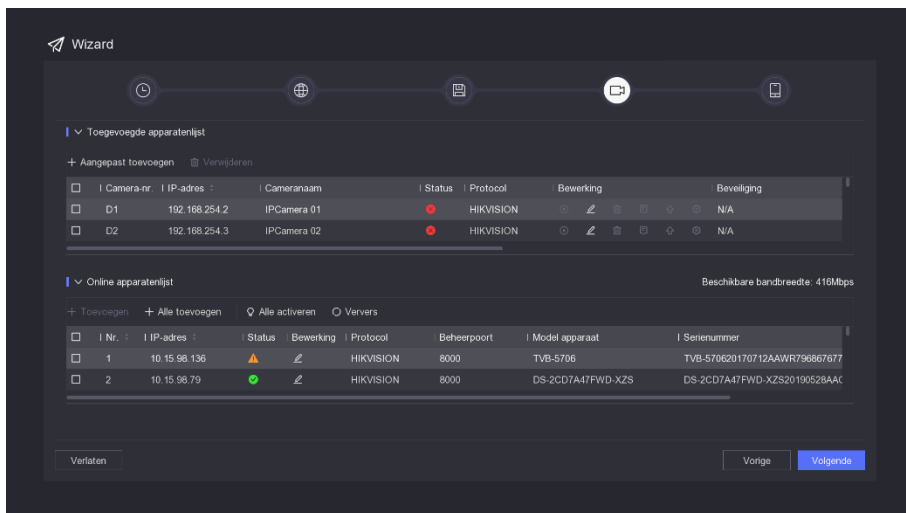 Wizard
Toegevoegde apparatenlijst
Aangepast toevoegen Verwijderen
Camera-nr. IP-adres Cameranaam Status Protocol Bewerking Beveiliging
D1 192.168.254.2 IPCamera 01 HIKVISION N/A
D2 192.168.254.3 IPCamera 02 HIKVISION N/A
Online apparatenlijst Beschikbare bandbreedte: 416Mbps
Toevoegen Alle toevoegen Alle activeren Ververs
Nr. IP-adres Status Bewerking Protocol Beheerpoort Model apparaat Serienummer
1 10.15.98.136 HIKVISION 8000 TVB-5706 TVB-570620170712AAWR796867677
2 10.15.98.79 HIKVISION 8000 DS-2CD7A47FWD-XZS DS-2CD7A47FWD-XZS20190528AAC
Verlaten Vorige Volgende